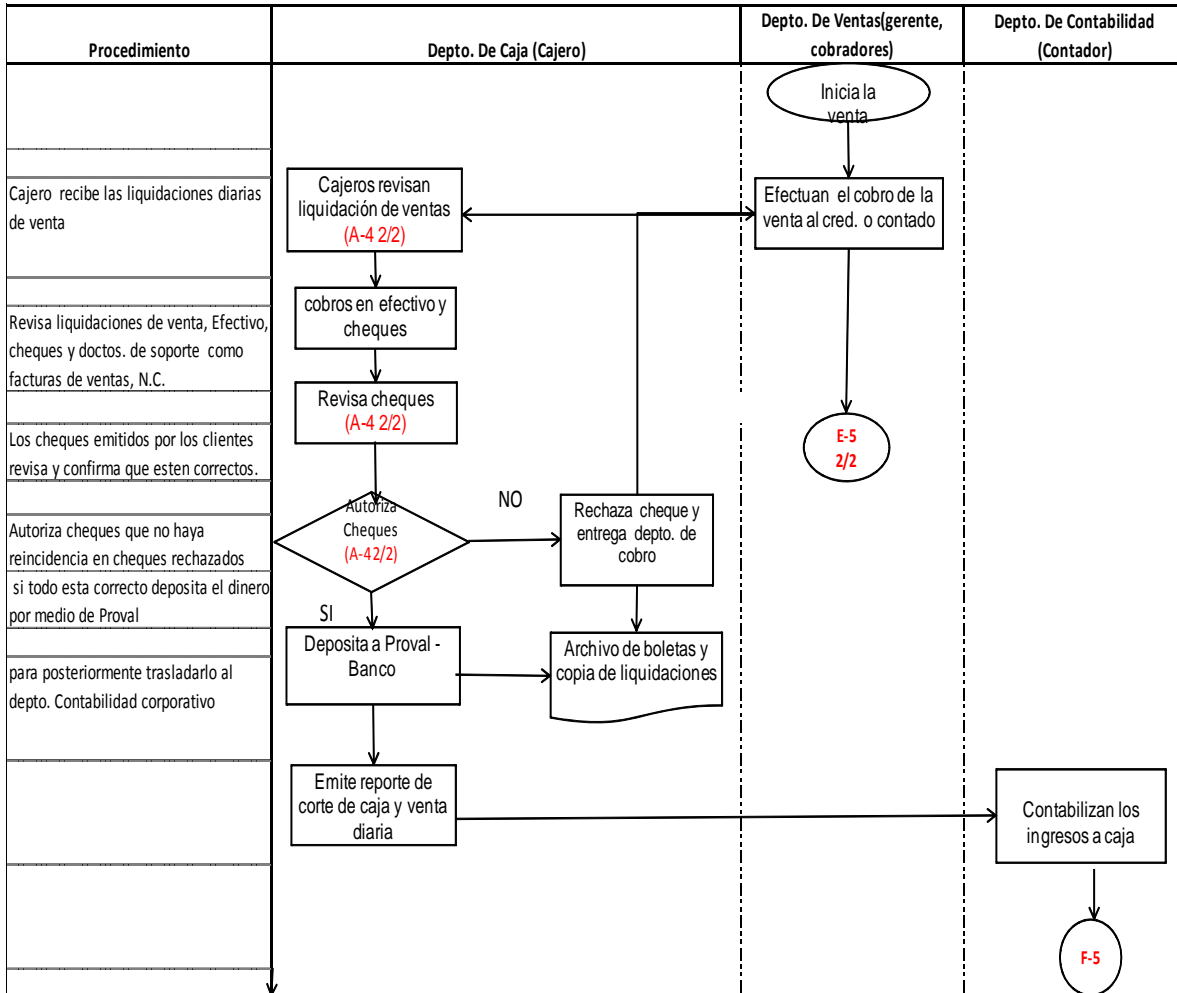 Procedimiento
Depto. De Caja (Cajero)
Depto. De Ventas(gerente,
cobradores)
Depto. De Contabilidad
(Contador)
Inicia la
venta
Cajero recibe las liquidaciones diarias
de venta
Cajeros revisan
liquidación de ventas
(A-4 2/2)
Efectuan el cobro de la
venta al cred. o contado
Revisa liquidaciones de venta, Efectivo,
cheques y doctos. de soporte como
facturas de ventas, N.C.
cobros en efectivo y
cheques
Revisa cheques
(A-4 2/2)
Los cheques emitidos por los clientes
revisa y confirma que esten correctos.
E-5
2/2
Autoriza cheques que no haya
reincidencia en cheques rechazados
si todo esta correcto deposita el dinero
por medio de Proval
Autoriza
Cheques
(A-42/2)
NO
Rechaza cheque y
entrega depto. de
cobro
SI
para posteriormente trasladarlo al
depto. Contabilidad corporativo
Deposita a Proval -
Banco
Archivo de boletas y
copia de liquidaciones
Emite reporte de
corte de caja y venta
diaria
Contabilizan los
ingresos a caja
F-5